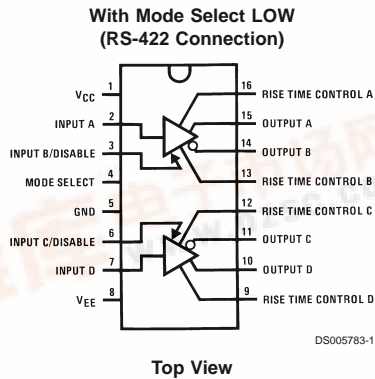 With Mode Select LOW
(RS-422 Connection)
1
VCC
2
INPUT A
3
INPUT B/DISABLE
4
MODE SELECT
5
GND
6
INPUT C/DISABLE
7
INPUT D
8
VEE
16
RISE TIME CONTROL A
15
OUTPUT A
14
OUTPUT B
13
RISE TIME CONTROL B
12
RISE TIME CONTROL C
11
OUTPUT C
10
OUTPUT D
9
RISE TIME CONTROL D
DS005783-1
Top View